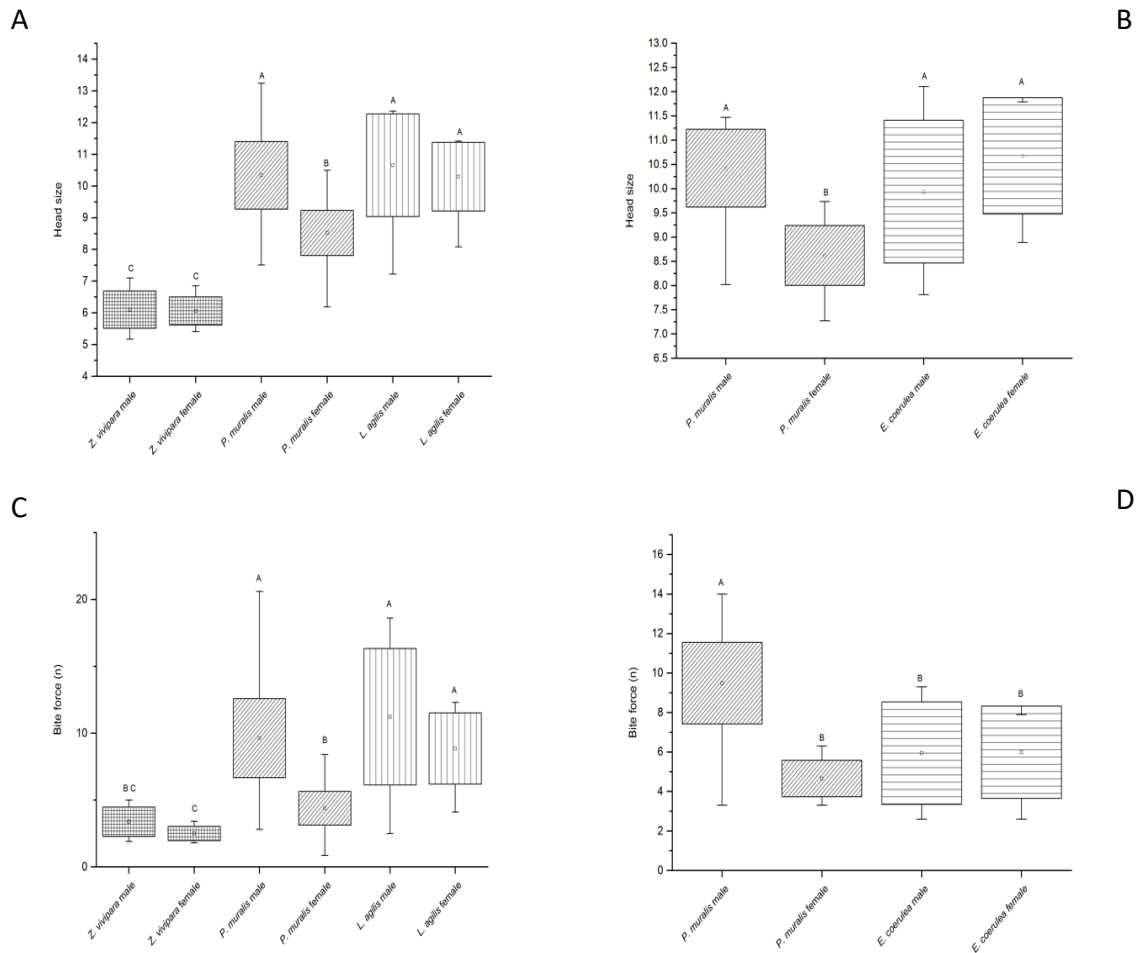 A
B
14
13
12
11
10
9
8
7
6
5
4
Head size
C
C
A
B
A
A
Z. vivipara male
Z. vivipara female
P. muralis male
P. muralis female
L. agilis male
L. agilis female
13.0
12.5
12.0
11.5
11.0
10.5
10.0
9.5
9.0
8.5
8.0
7.5
7.0
6.5
Head size
A
B
A
A
P. muralis male
P. muralis female
E. coerulea male
E. coerulea female
C
D
20
10
0
Bite force (n)
B C
C
A
B
A
A
Z. vivipara male
Z. vivipara female
P. muralis male
P. muralis female
L. agilis male
L. agilis female
16
14
12
10
8
6
4
2
0
Bite force (n)
A
B
B
B
P. muralis male
P. muralis female
E. coerulea male
E. coerulea female